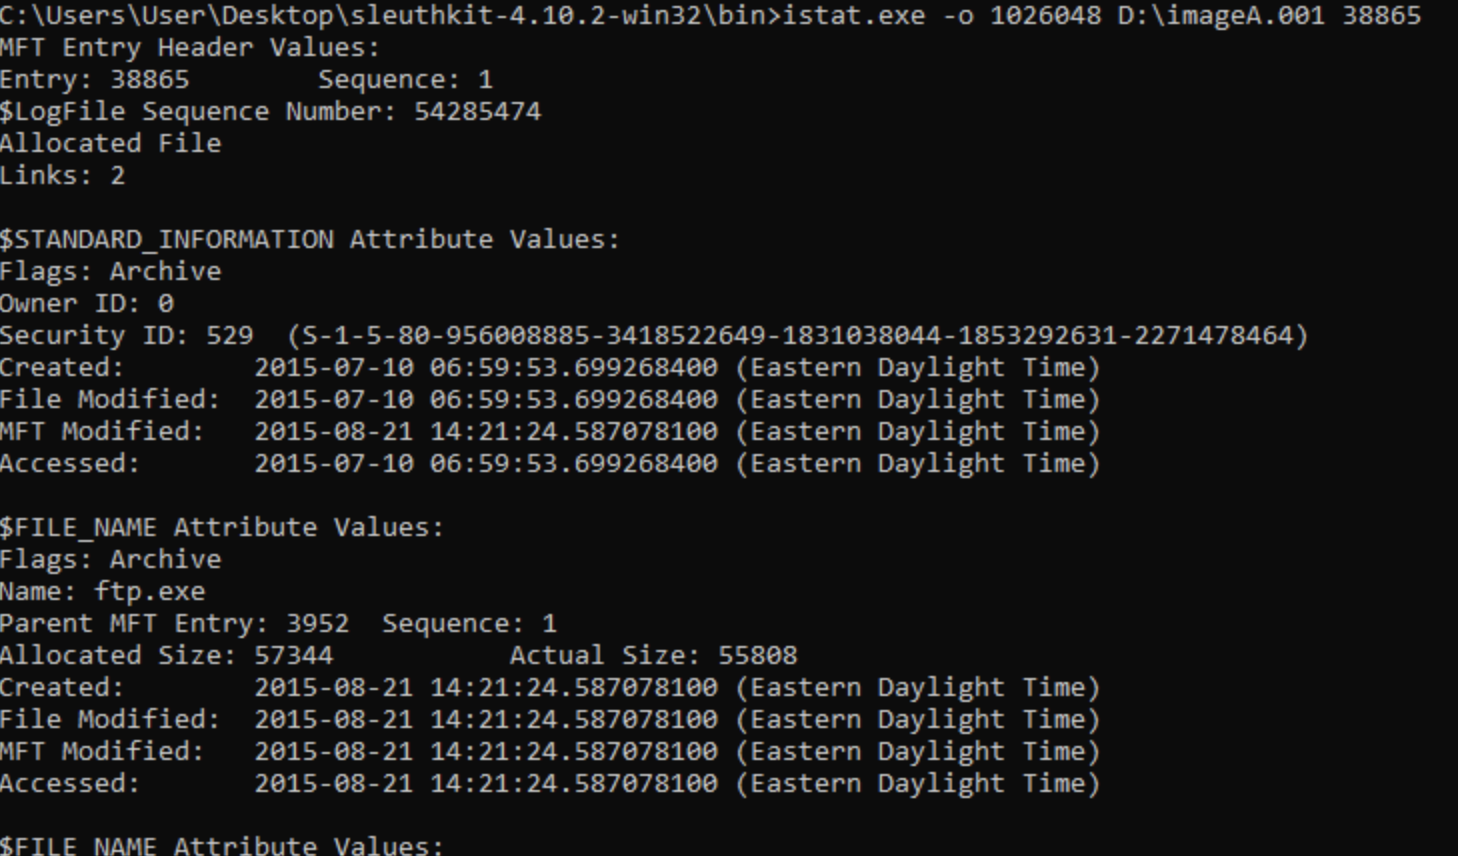 C:\Users\User\Desktop\sleuthkit-4.10.2-win32\bin>istat.exe -o 1026048 D:\imageA.001 38865
MFT Entry Header Values:
Entry: 38865        Sequence: 1
$LogFile Sequence Number: 54285474
Allocated File
Links: 2
$STANDARD_INFORMATION Attribute Values:
Flags: Archive
Owner ID: 0
Security ID: 529  (S-1-5-80-956008885-3418522649-1831038044-1853292631-2271478464)
Created:        2015-07-10 06:59:53.699268400 (Eastern Daylight Time)
File Modified:  2015-07-10 06:59:53.699268400 (Eastern Daylight Time)
MFT Modified:   2015-08-21 14:21:24.587078100 (Eastern Daylight Time)
Accessed:       2015-07-10 06:59:53.699268400 (Eastern Daylight Time)
$FILE_NAME Attribute Values:
Flags: Archive
Name: ftp.exe
Parent MFT Entry: 3952  Sequence: 1
Allocated Size: 57344           Actual Size: 55808
Created:        2015-08-21 14:21:24.587078100 (Eastern Daylight Time)
File Modified:  2015-08-21 14:21:24.587078100 (Eastern Daylight Time)
MFT Modified:   2015-08-21 14:21:24.587078100 (Eastern Daylight Time)
Accessed:       2015-08-21 14:21:24.587078100 (Eastern Daylight Time)
$FILE_NAME Attribute Values: